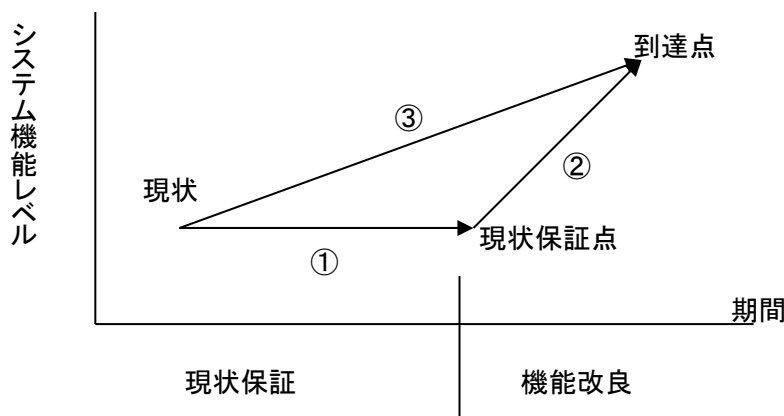 システム機能レベル
到達点
③
②
現状
現状保証点
①
期間
現状保証
機能改良